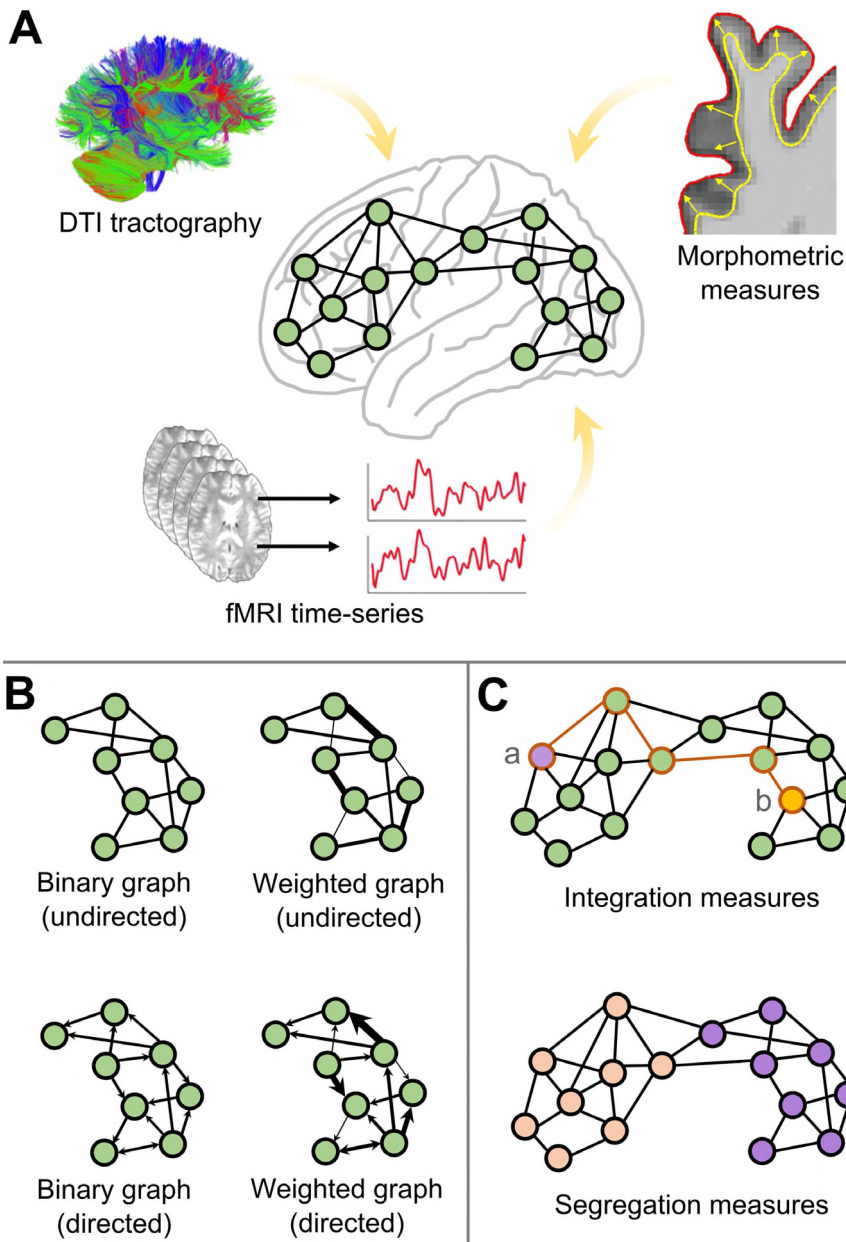 A
DTI tractography
Morphometric
measures
fMRI time-series
B
Binary graph
(undirected)
Weighted graph
(undirected)
Binary graph
(directed)
Weighted graph
(directed)
C
a
b
Integration measures
Segregation measures